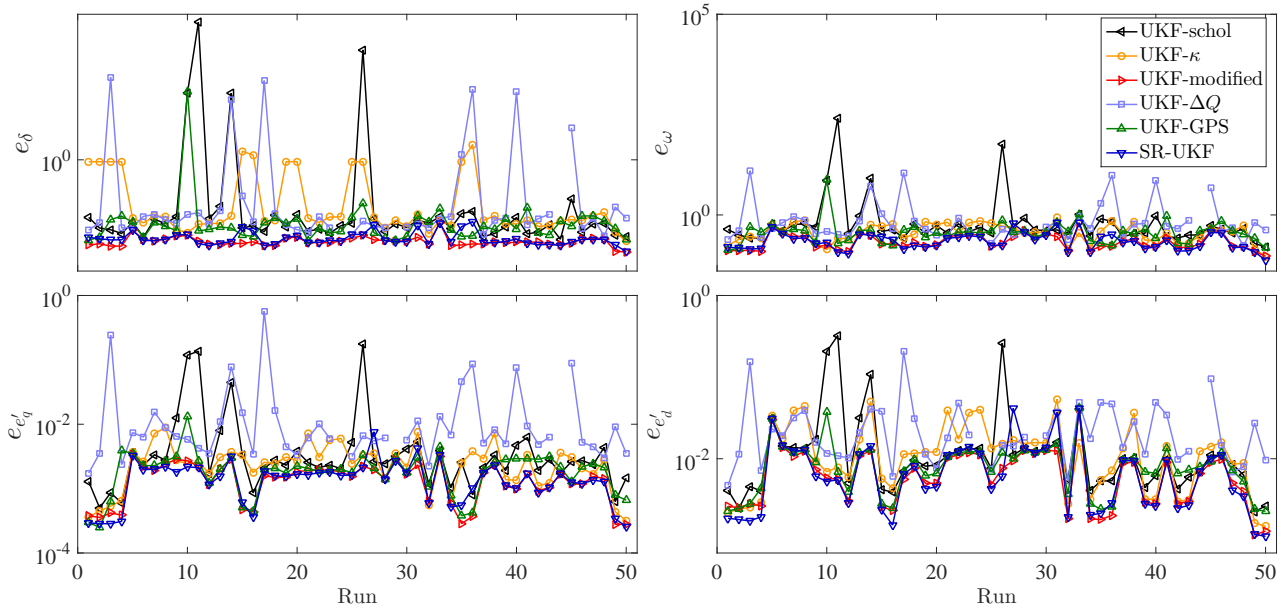 10^0
e_δ
10^5
10^0
e_ω
UKF-schol
UKF-κ
UKF-modified
UKF-ΔQ
UKF-GPS
SR-UKF
10^0
10^-2
10^-4
e_{e'_q}
0 10 20 30 40 50
Run
10^0
10^-2
e_{e'_d}
0 10 20 30 40 50
Run